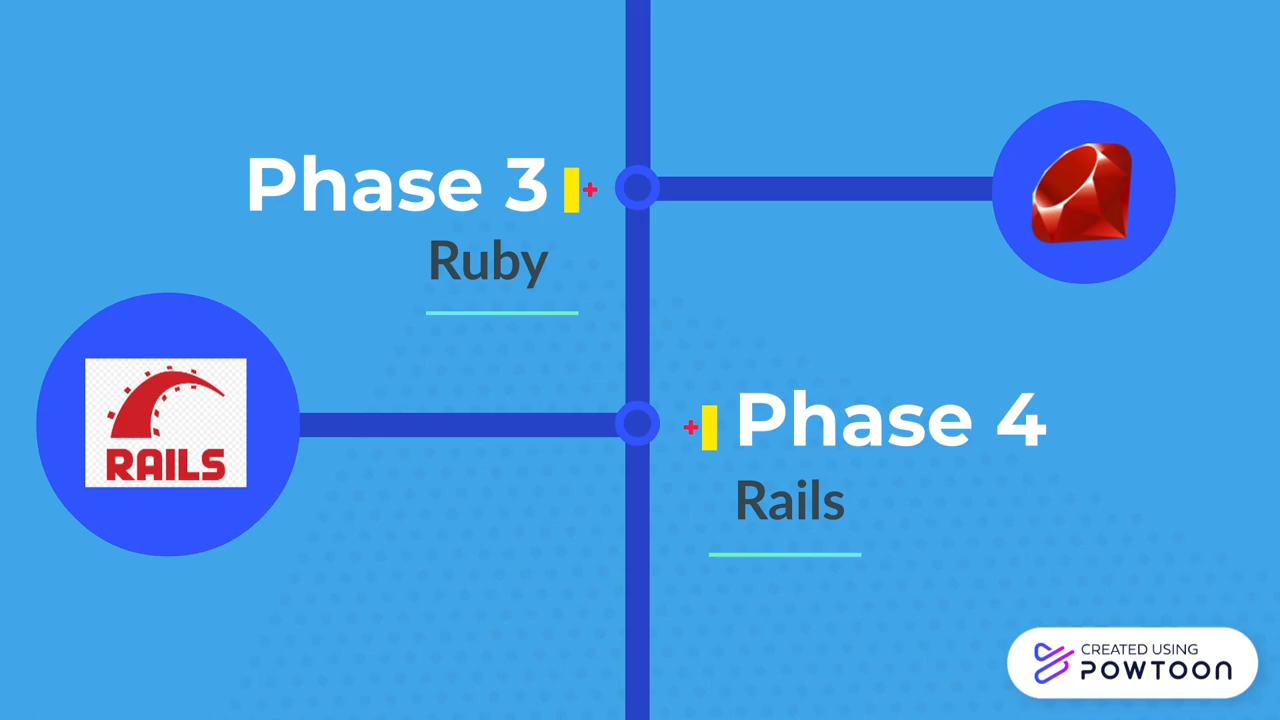 Phase 3
Ruby
RAILS
Phase 4
Rails
CREATED USING
POWTOON